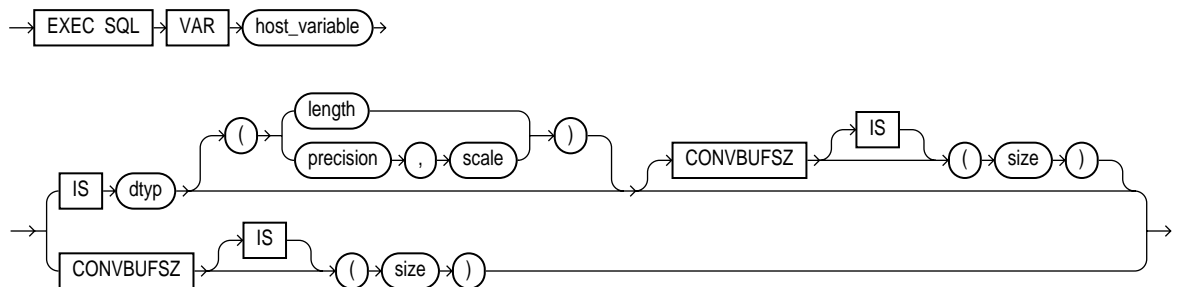 EXEC SQL VAR host_variable
length
( precision , scale ) CONVBUFSZ IS ( size )
IS dtyp
CONVBUFSZ IS ( size )